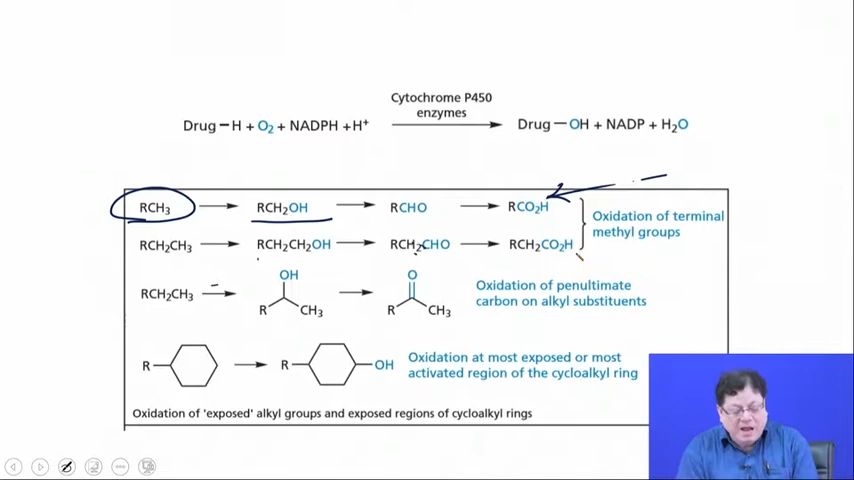 Cytochrome P450
enzymes
Drug—H + O₂ + NADPH + H⁺ → Drug—OH + NADP + H₂O
RCH₃ → RCH₂OH → RCHO → RCO₂H
RCH₂CH₃ → RCH₂CH₂OH → RCH₂CHO → RCH₂CO₂H
Oxidation of terminal
methyl groups
RCH₂CH₃ → R OH CH₃ → R O CH₃
Oxidation of penultimate
carbon on alkyl substituents
R → R OH
Oxidation at most exposed or most
activated region of the cycloalkyl ring
Oxidation of 'exposed' alkyl groups and exposed regions of cycloalkyl rings